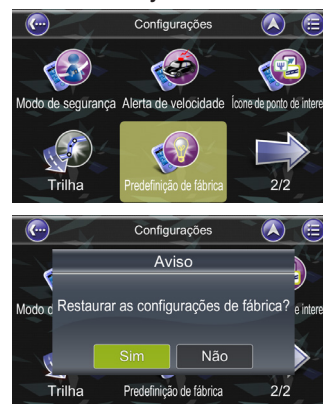 Configurações
Modo de segurança Alerta de velocidade Ícone de ponto de intere
Trilha Predefinição de fábrica 2/2
Configurações
Aviso
Modo d Restaurar as configurações de fábrica? e intere
Sim Não
Trilha Predefinição de fábrica 2/2